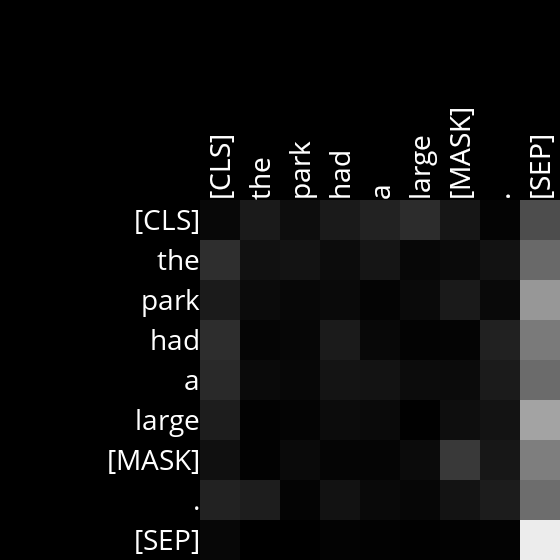 [CLS] the park had a large [MASK] . [SEP]
[CLS]
the
park
had
a
large
[MASK]
.
[SEP]